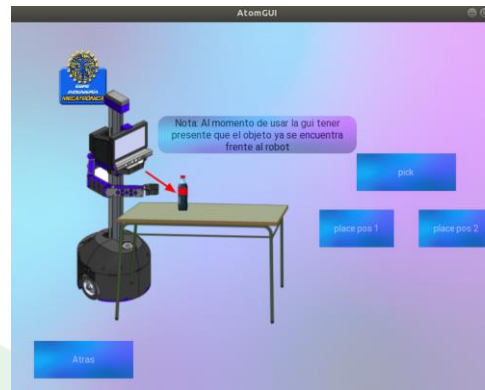 AtomGUI
MECATRÓNICA
Nota: Al momento de usar la gui tener
presente que el objeto ya se encuentra
frente al robot
pick
place pos 1
place pos 2
Atras